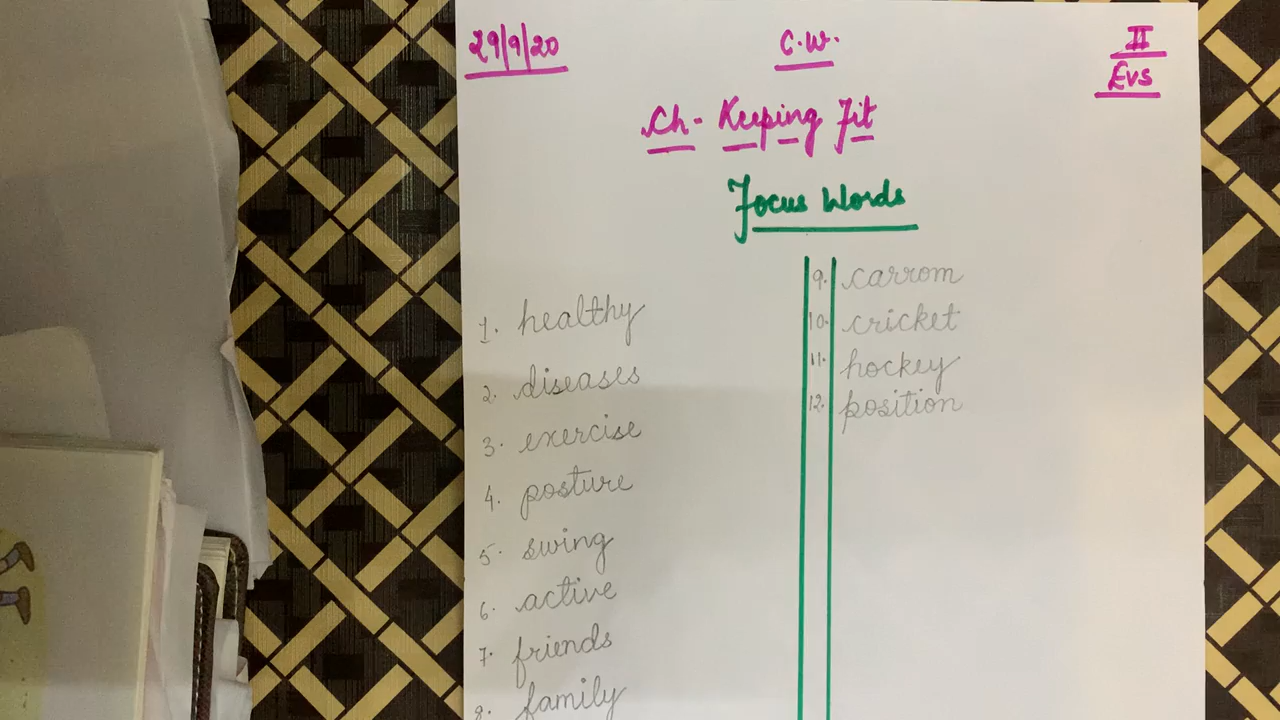 29/9/20 C.W. II
Evs
Ch- Keeping Fit
Focus Words
1. healthy
2. diseases
3. exercise
4. posture
5. swing
6. active
7. friends
8. family
9. carrom
10. cricket
11. hockey
12. position